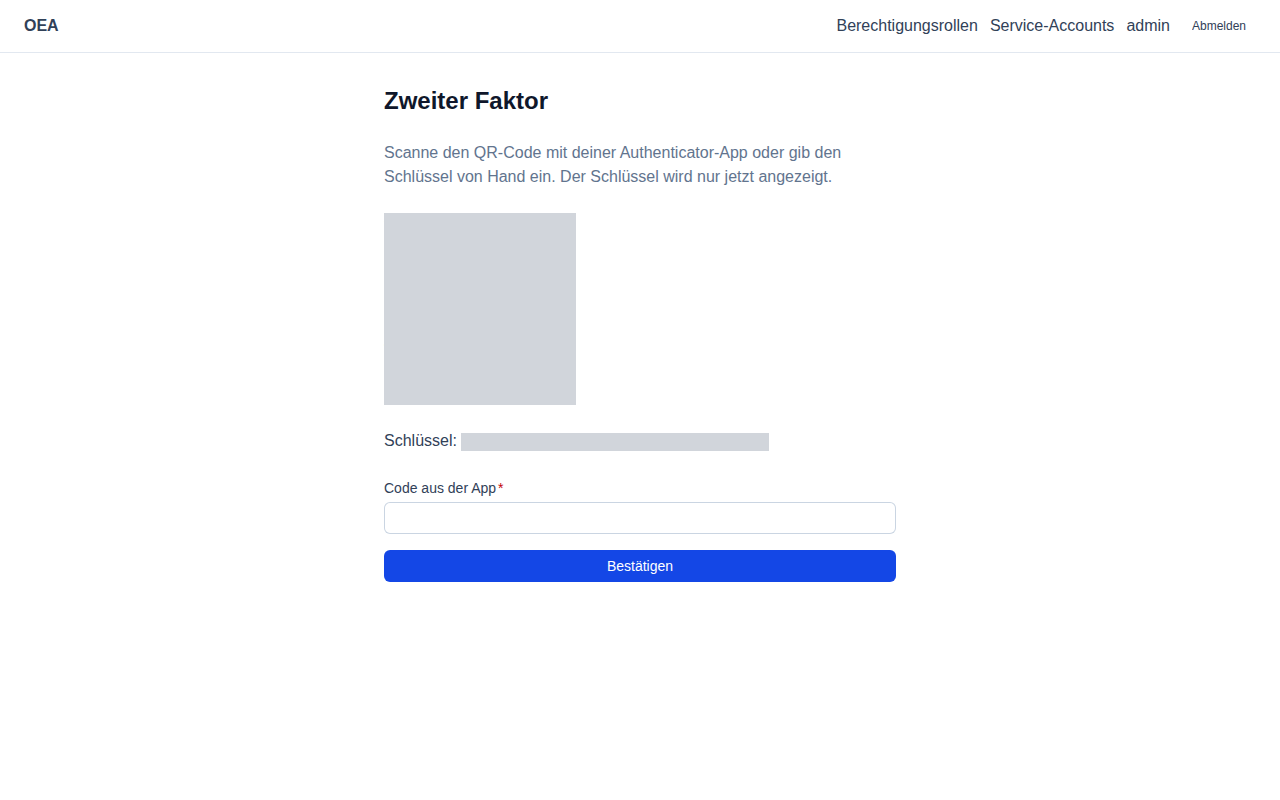 OEA
Berechtigungsrollen Service-Accounts admin Abmelden
Zweiter Faktor
Scanne den QR-Code mit deiner Authenticator-App oder gib den
Schlüssel von Hand ein. Der Schlüssel wird nur jetzt angezeigt.
Schlüssel:
Code aus der App*
Bestätigen